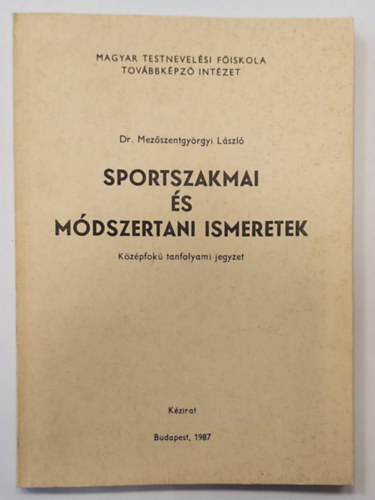 MAGYAR TESTNEVELÉSI FŐISKOLA
TOVÁBBKÉPZŐ INTÉZET
Dr. Mezőszentgyörgyi László
SPORTSZAKMAI
ÉS
MÓDSZERTANI ISMERETEK
Középfokú tanfolyami jegyzet
Kézirat
Budapest, 1987